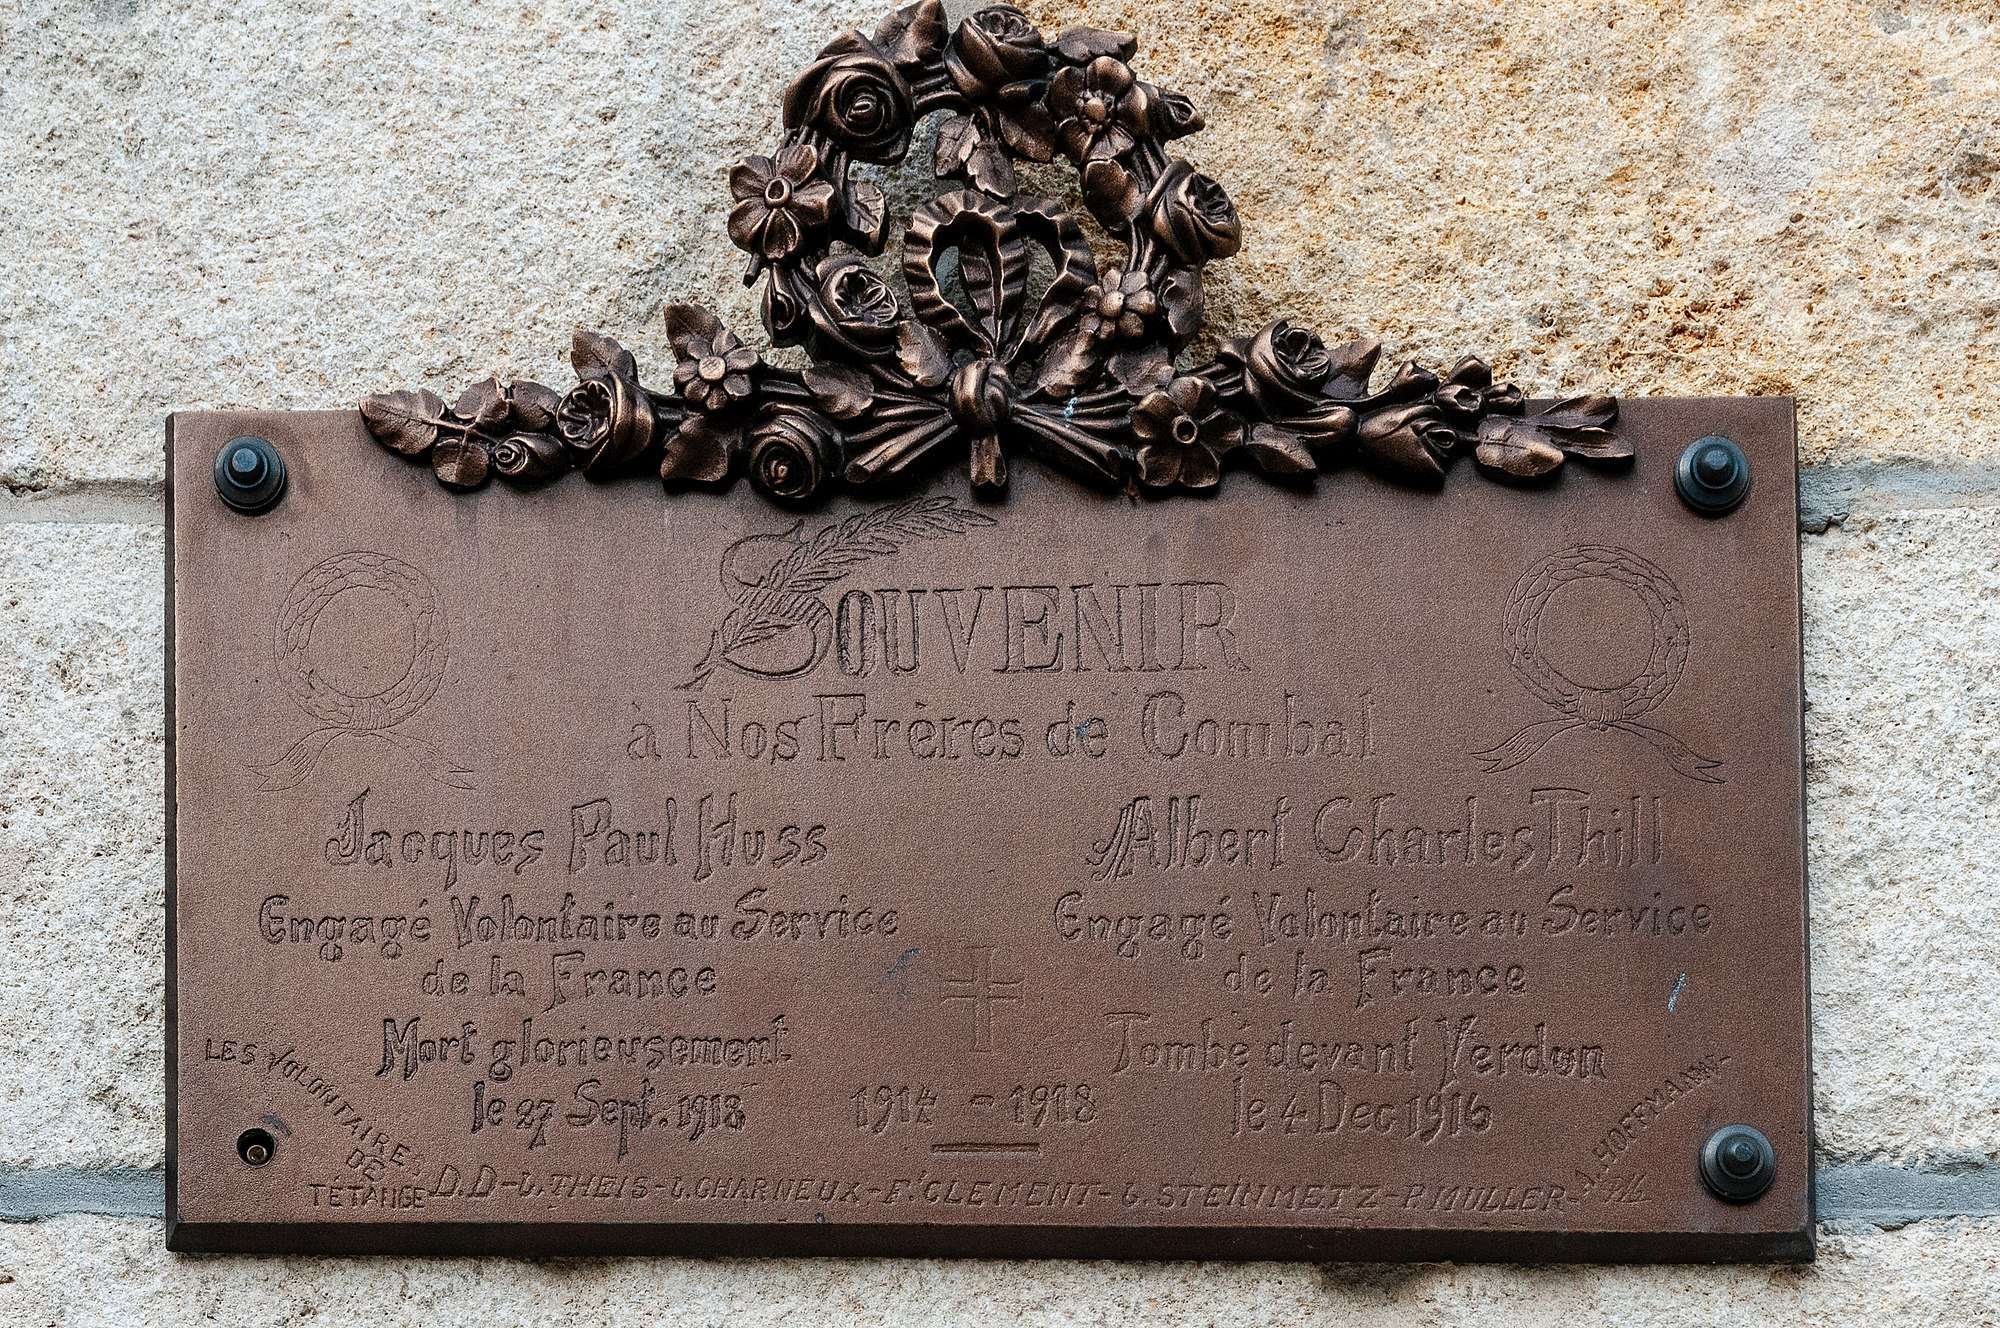 SOUVENIR
à Nos Frères de Combat
Jacques Paul Huss
Engagé Volontaire au Service
de la France
Mort glorieusement
le 27 Sept. 1918
Albert Charles Thill
Engagé Volontaire au Service
de la France
Tombé devant Verdun
le 4 Dec 1916
1914 - 1918
LES VOLONTAIRE
DE
TÉTANGE
D.D-J.THEIS-J.CHARNEUX-F.CLEMENT-J.STEINMETZ-P.MULLER-A.HOFFMANN-